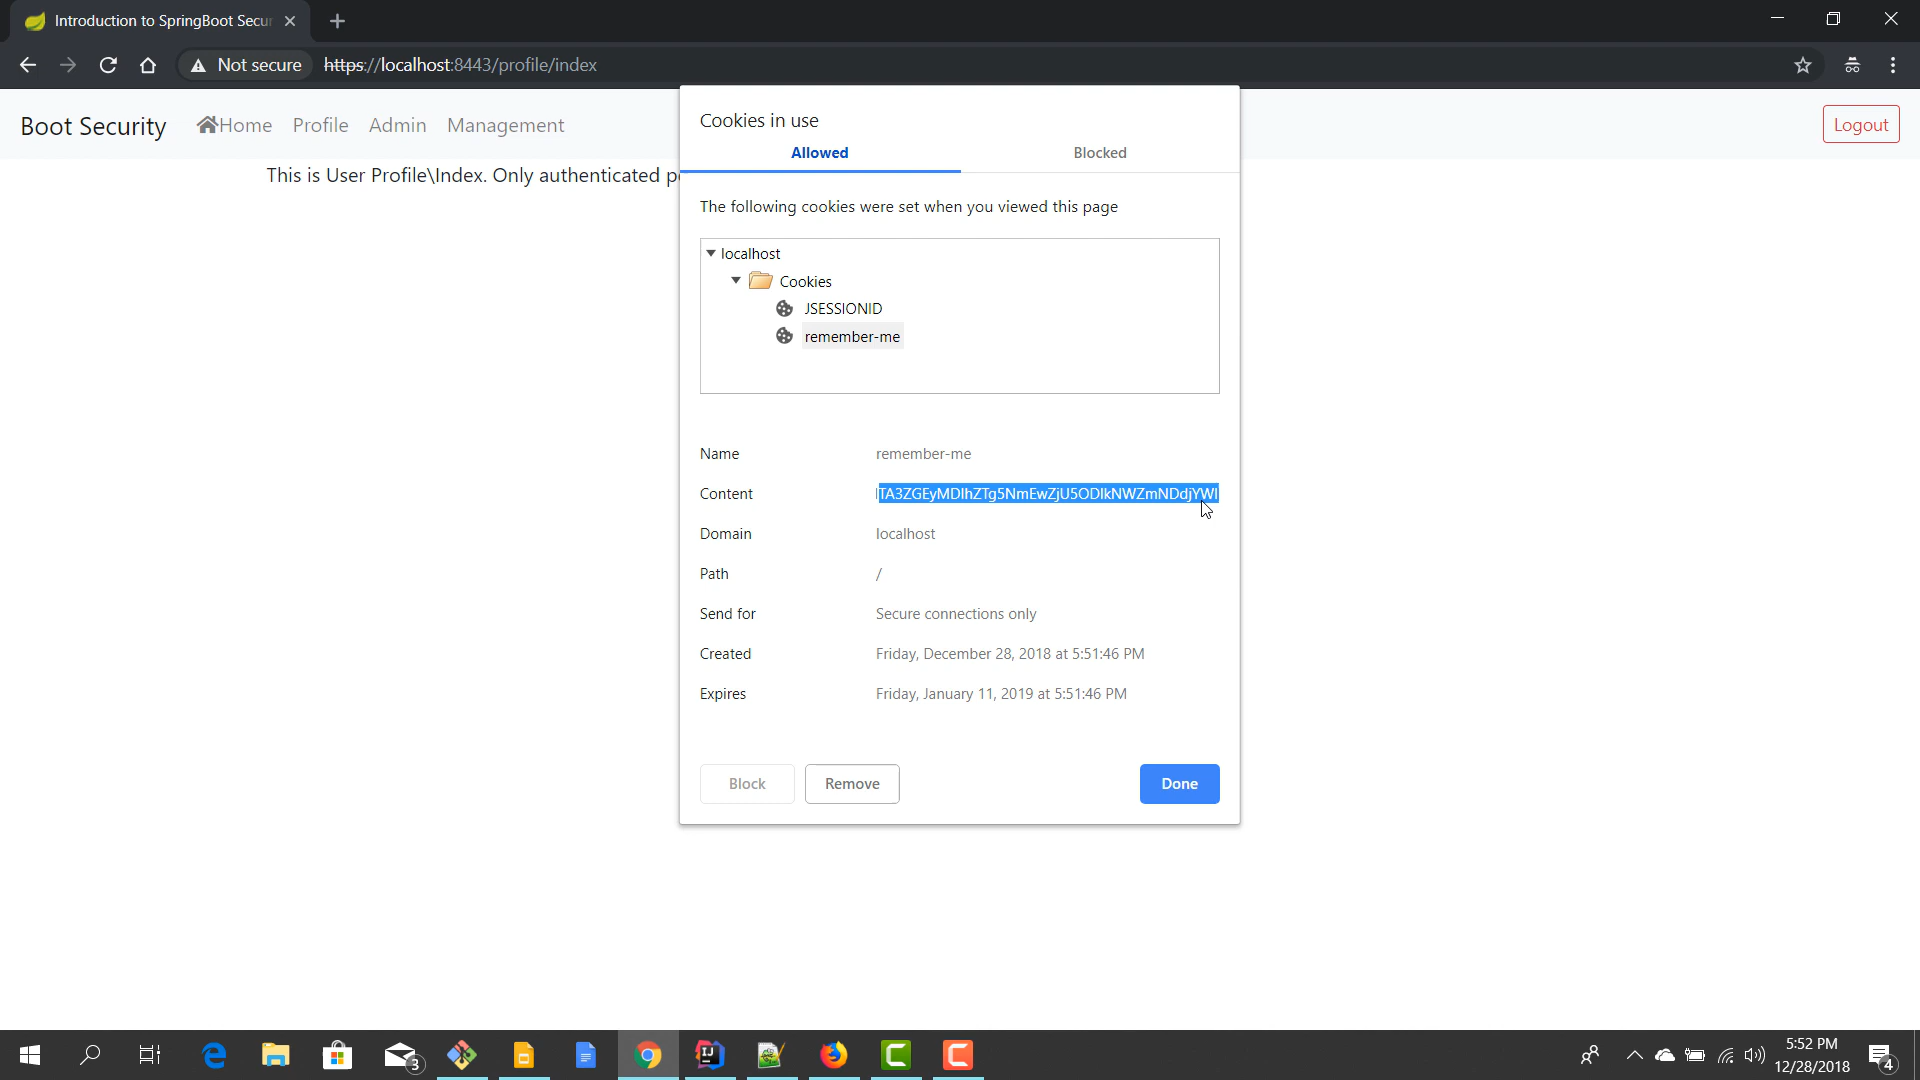 Introduction to SpringBoot Secur
Not secure
https://localhost:8443/profile/index
Boot Security
Home
Profile
Admin
Management
Logout
This is User Profile\Index. Only authenticated p
Cookies in use
Allowed
Blocked
The following cookies were set when you viewed this page
localhost
Cookies
JSESSIONID
remember-me
Name
remember-me
Content
Domain
localhost
Path
/
Send for
Secure connections only
Created
Friday, December 28, 2018 at 5:51:46 PM
Expires
Friday, January 11, 2019 at 5:51:46 PM
Block
Remove
Done
3
IJ
5:52 PM
12/28/2018
4